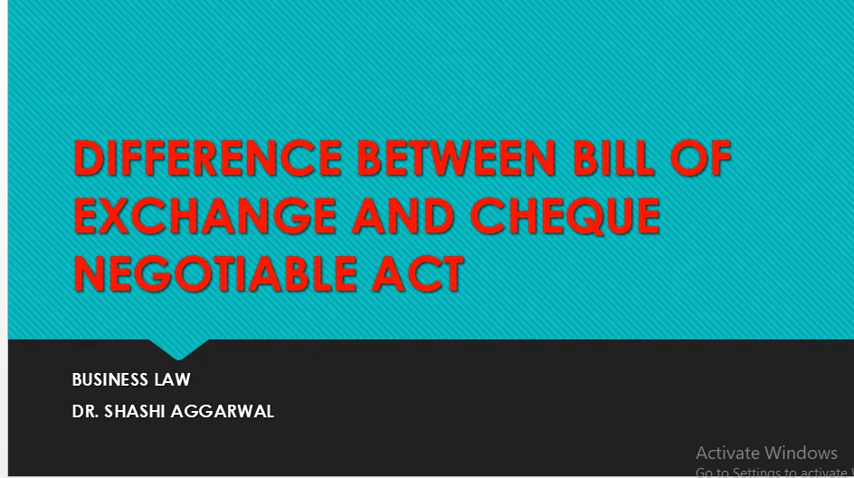 DIFFERENCE BETWEEN BILL OF
EXCHANGE AND CHEQUE
NEGOTIABLE ACT
BUSINESS LAW
DR. SHASHI AGGARWAL
Activate Windows
Go to Settings to activate